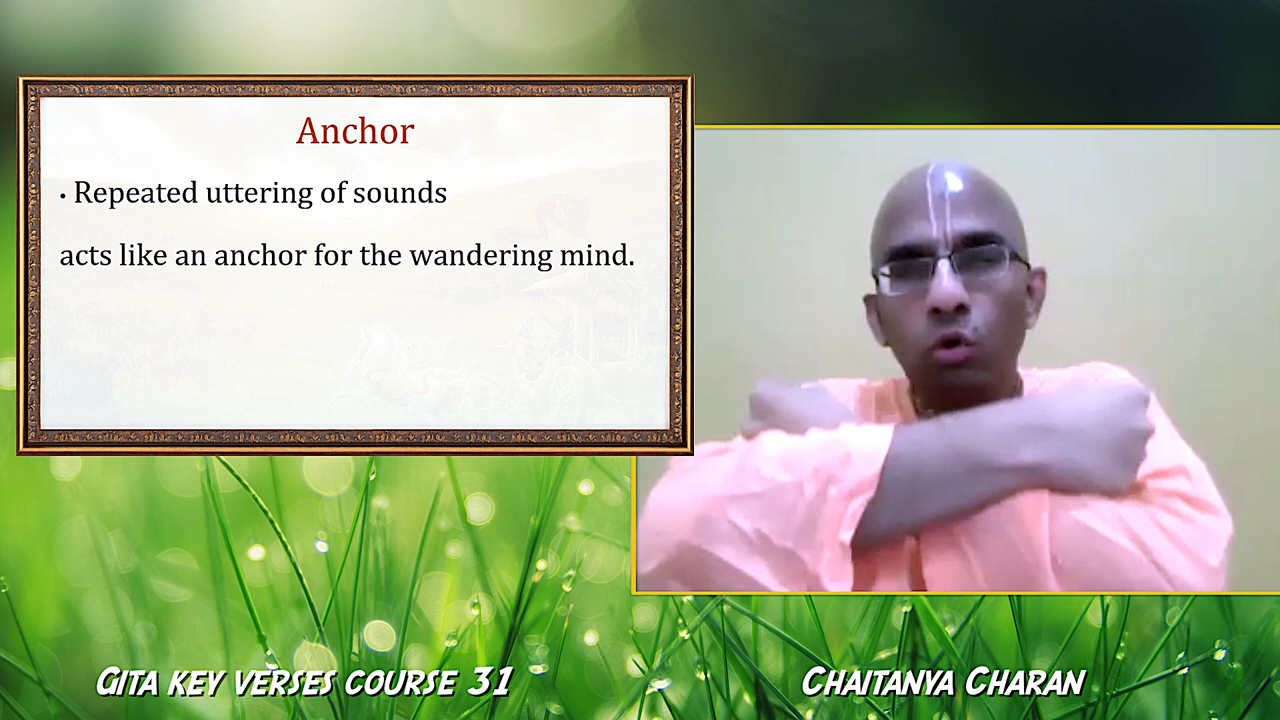 Anchor
• Repeated uttering of sounds
acts like an anchor for the wandering mind.
Gita key verses course 31
Chaitanya Charan